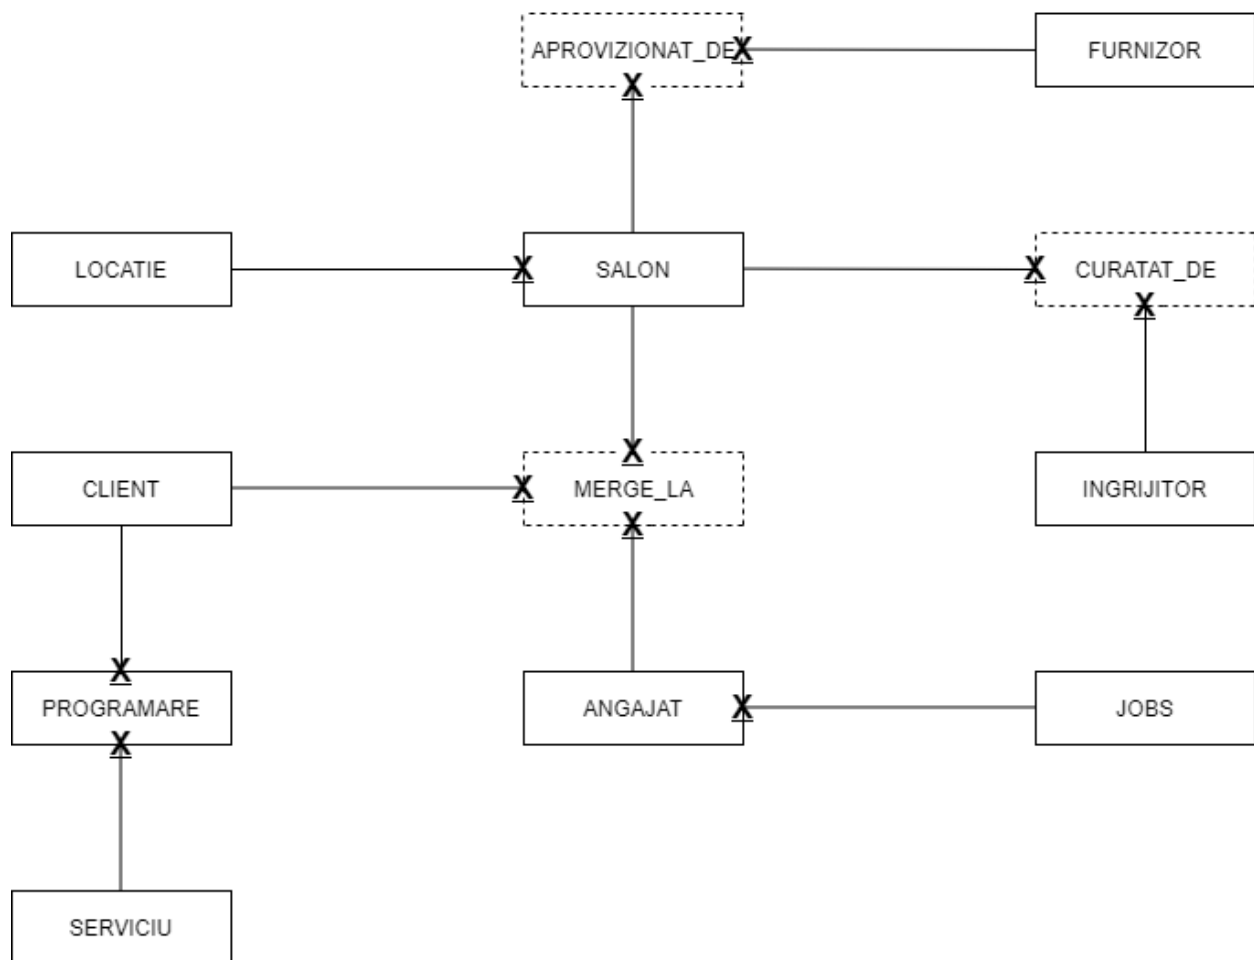 APROVIZIONAT_DE X FURNIZOR
X
LOCATIE X SALON X CURATAT_DE
X
X
CLIENT X MERGE_LA INGRIJITOR
X
X
PROGRAMARE ANGAJAT X JOBS
X
SERVICIU